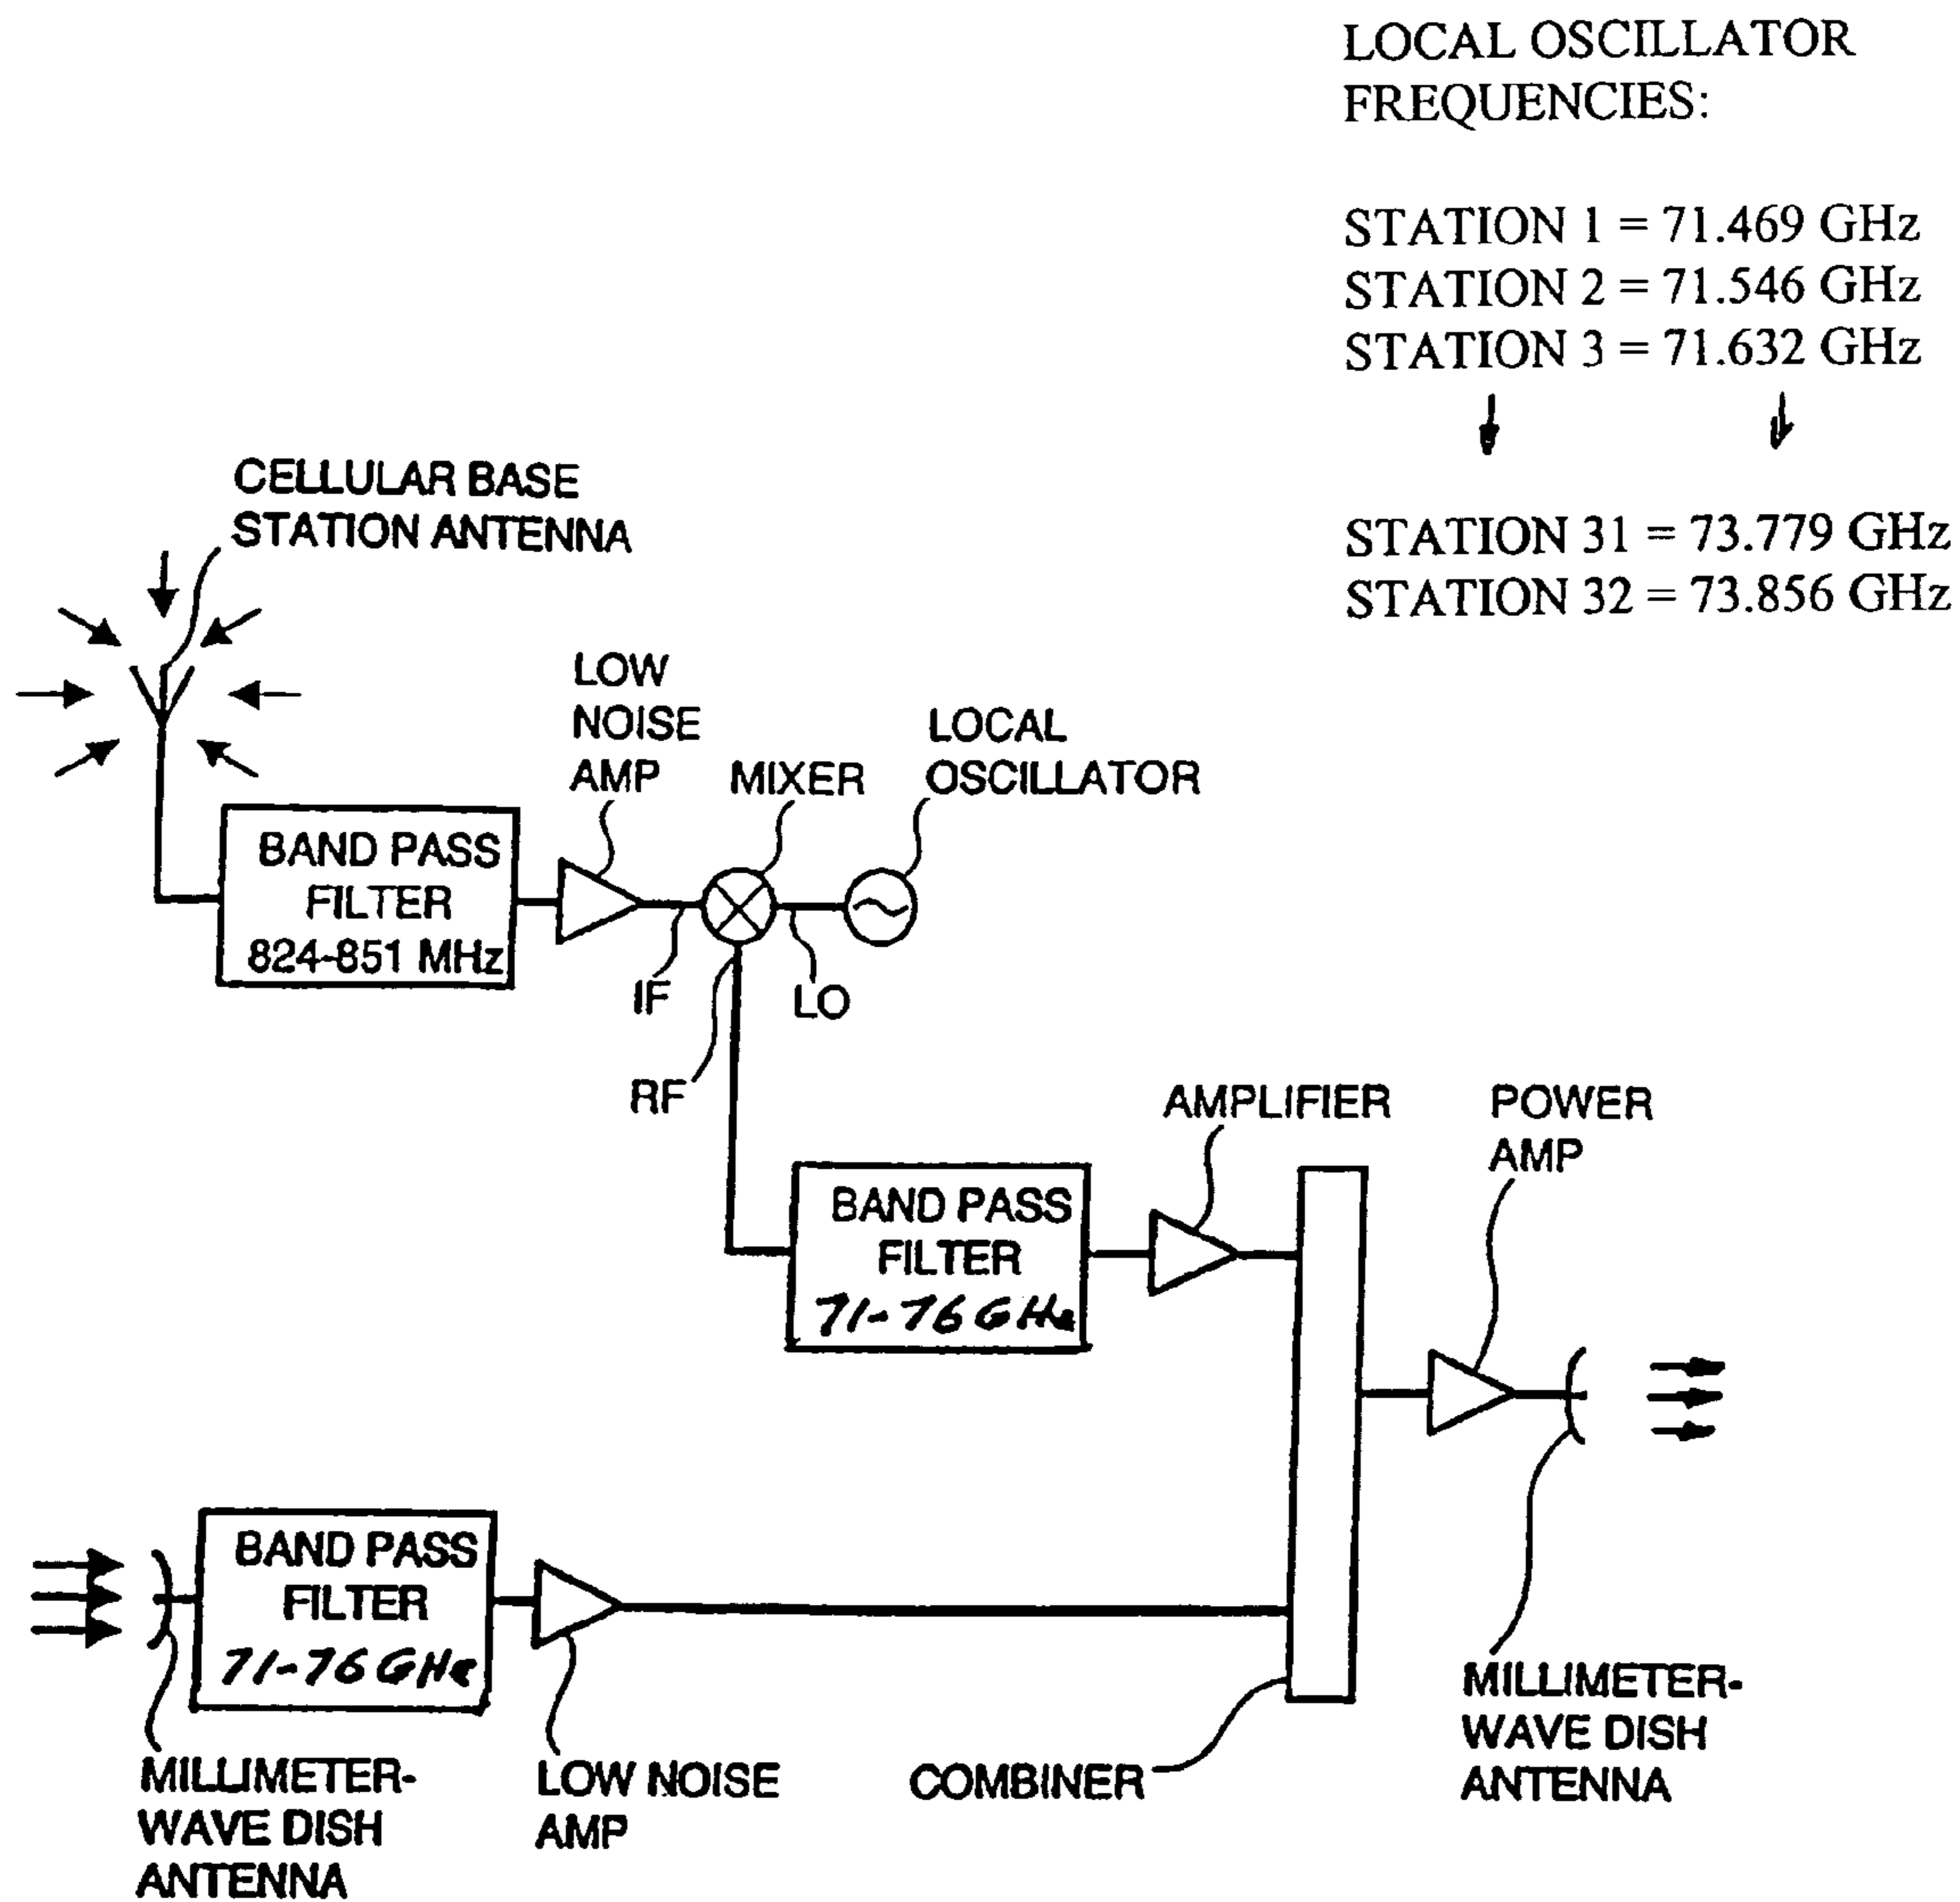 LOCAL OSCILLATOR
FREQUENCIES:
STATION 1 = 71.469 GHz
STATION 2 = 71.546 GHz
STATION 3 = 71.632 GHz
STATION 31 = 73.779 GHz
STATION 32 = 73.856 GHz
CELLULAR BASE
STATION ANTENNA
LOW
NOISE
AMP
MIXER
LOCAL
OSCILLATOR
BAND PASS
FILTER
824-851 MHz
IF
LO
RF
AMPLIFIER
POWER
AMP
BAND PASS
FILTER
71-76 GHz
BAND PASS
FILTER
71-76 GHz
MILLIMETER-
WAVE DISH
ANTENNA
LOW NOISE
AMP
COMBINER
MILLIMETER-
WAVE DISH
ANTENNA